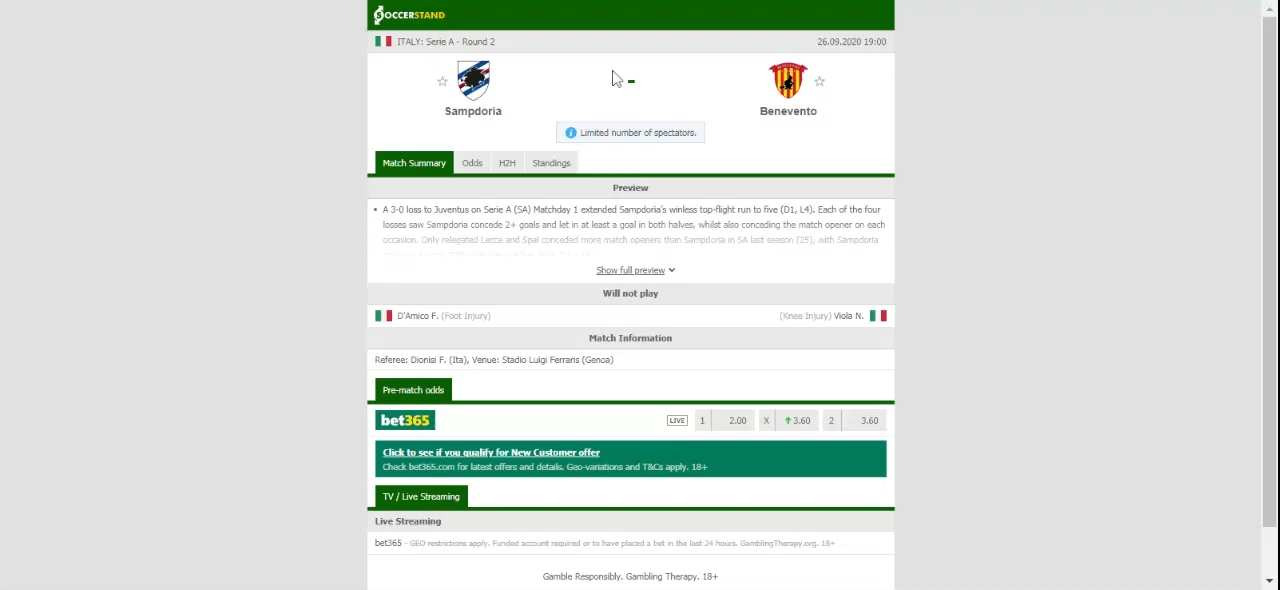 SOCCERSTAND
ITALY: Serie A - Round 2 26.09.2020 19:00
-
Sampdoria Benevento
Limited number of spectators.
Match Summary Odds H2H Standings
Preview
A 3-0 loss to Juventus on Serie A (SA) Matchday 1 extended Sampdoria's winless top-flight run to five (D1, L4). Each of the four
losses saw Sampdoria concede 2+ goals and let in at least a goal in both halves, whilst also conceding the match opener on each
occasion. Only relegated Lecce and Spal conceded more match openers than Sampdoria in SA last season (25), with Sampdoria
Show full preview
Will not play
D'Amico F. (Foot Injury) (Knee Injury) Viola N.
Match Information
Referee: Dionisi F. (Ita), Venue: Stadio Luigi Ferraris (Genoa)
Pre-match odds
bet365 LIVE 1 2.00 X 3.60 2 3.60
Click to see if you qualify for New Customer offer
Check bet365.com for latest offers and details. Geo-variations and T&Cs apply. 18+
TV / Live Streaming
Live Streaming
bet365 - GEO restrictions apply. Funded account required or to have placed a bet in the last 24 hours. GamblingTherapy.org. 18+
Gamble Responsibly. Gambling Therapy. 18+